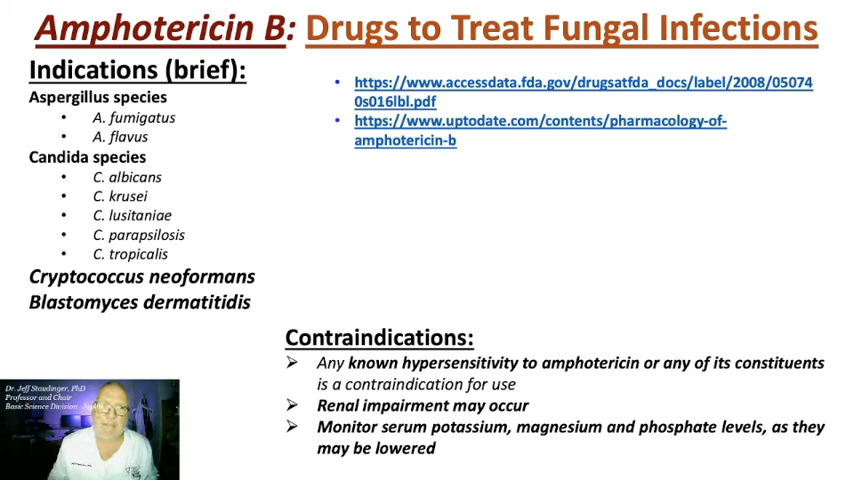 Amphotericin B: Drugs to Treat Fungal Infections
Indications (brief):
Aspergillus species
• A. fumigatus
• A. flavus
Candida species
• C. albicans
• C. krusei
• C. lusitaniae
• C. parapsilosis
• C. tropicalis
Cryptococcus neoformans
Blastomyces dermatitidis
• https://www.accessdata.fda.gov/drugsatfda_docs/label/2008/05074
0s016lbl.pdf
• https://www.uptodate.com/contents/pharmacology-of-
amphotericin-b
Contraindications:
➢ Any known hypersensitivity to amphotericin or any of its constituents
is a contraindication for use
➢ Renal impairment may occur
➢ Monitor serum potassium, magnesium and phosphate levels, as they
may be lowered
Dr. Jeff Staudinger, PhD
Professor and Chair
Basic Science Division